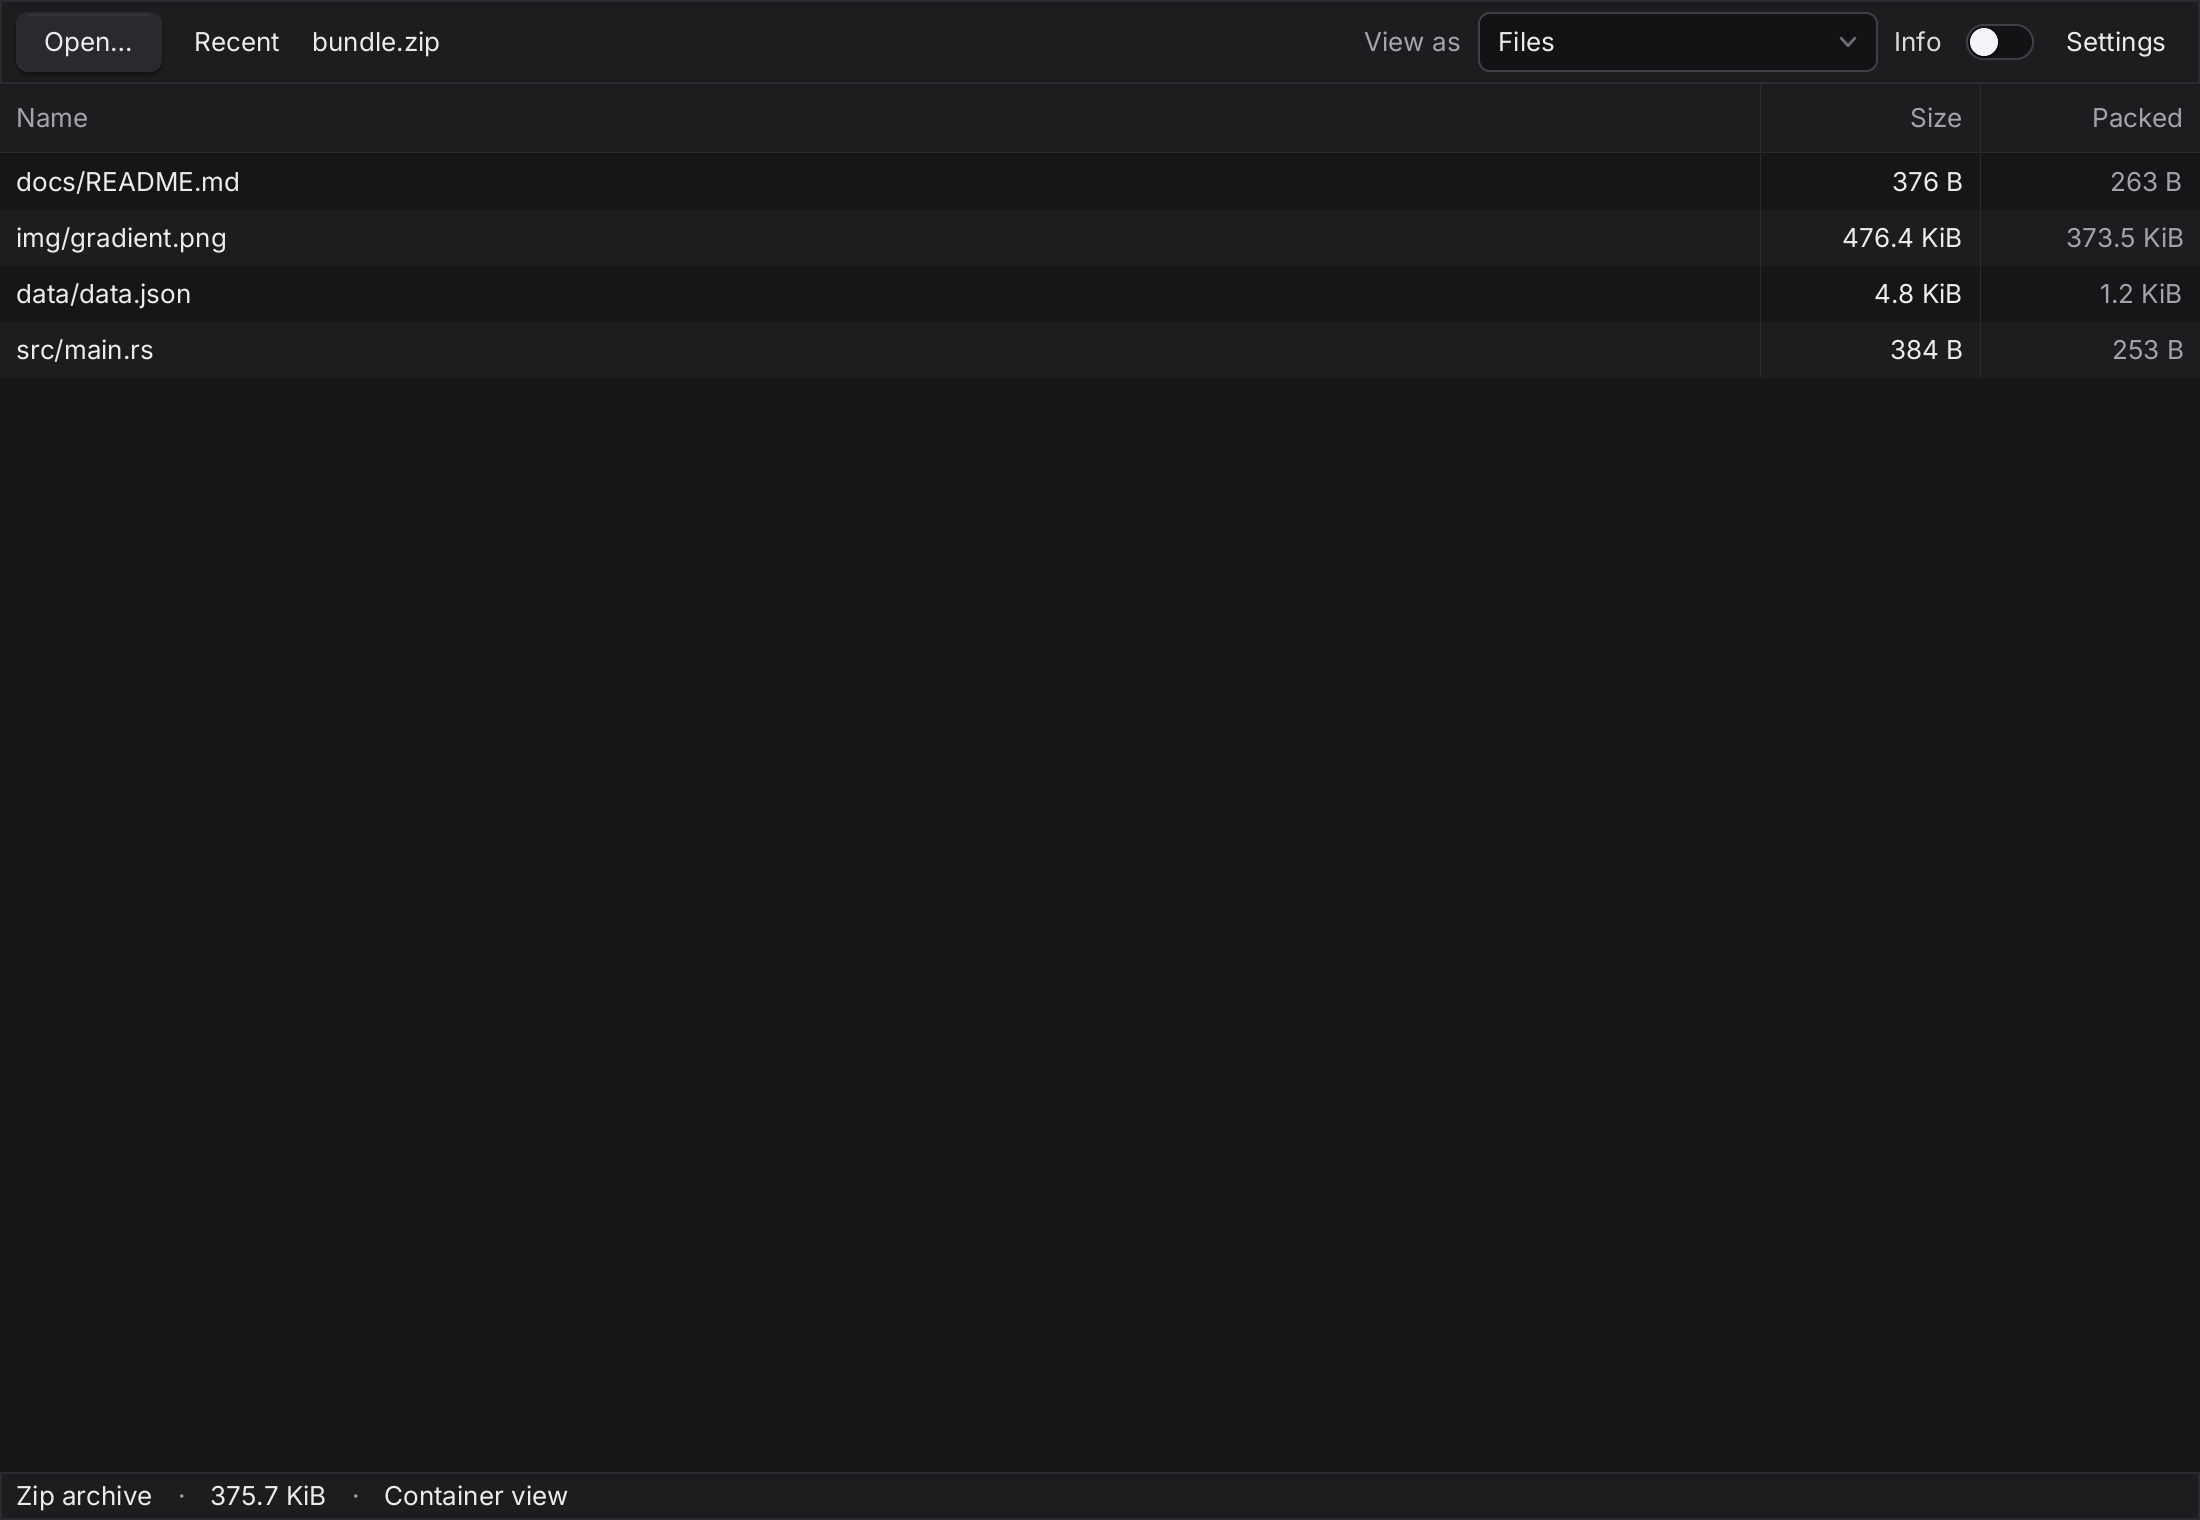 Open... Recent bundle.zip View as Files Info Settings
Name Size Packed
docs/README.md 376 B 263 B
img/gradient.png 476.4 KiB 373.5 KiB
data/data.json 4.8 KiB 1.2 KiB
src/main.rs 384 B 253 B
Zip archive · 375.7 KiB · Container view